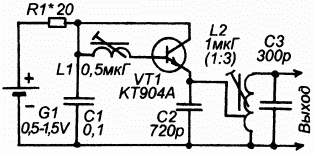 R1* 20
L2
1мкГ
(1:3)
C3
300р
L1
0,5мкГ
VT1
КТ904А
+
−
G1
0,5-1,5V
C1
0,1
C2
720р
Выход